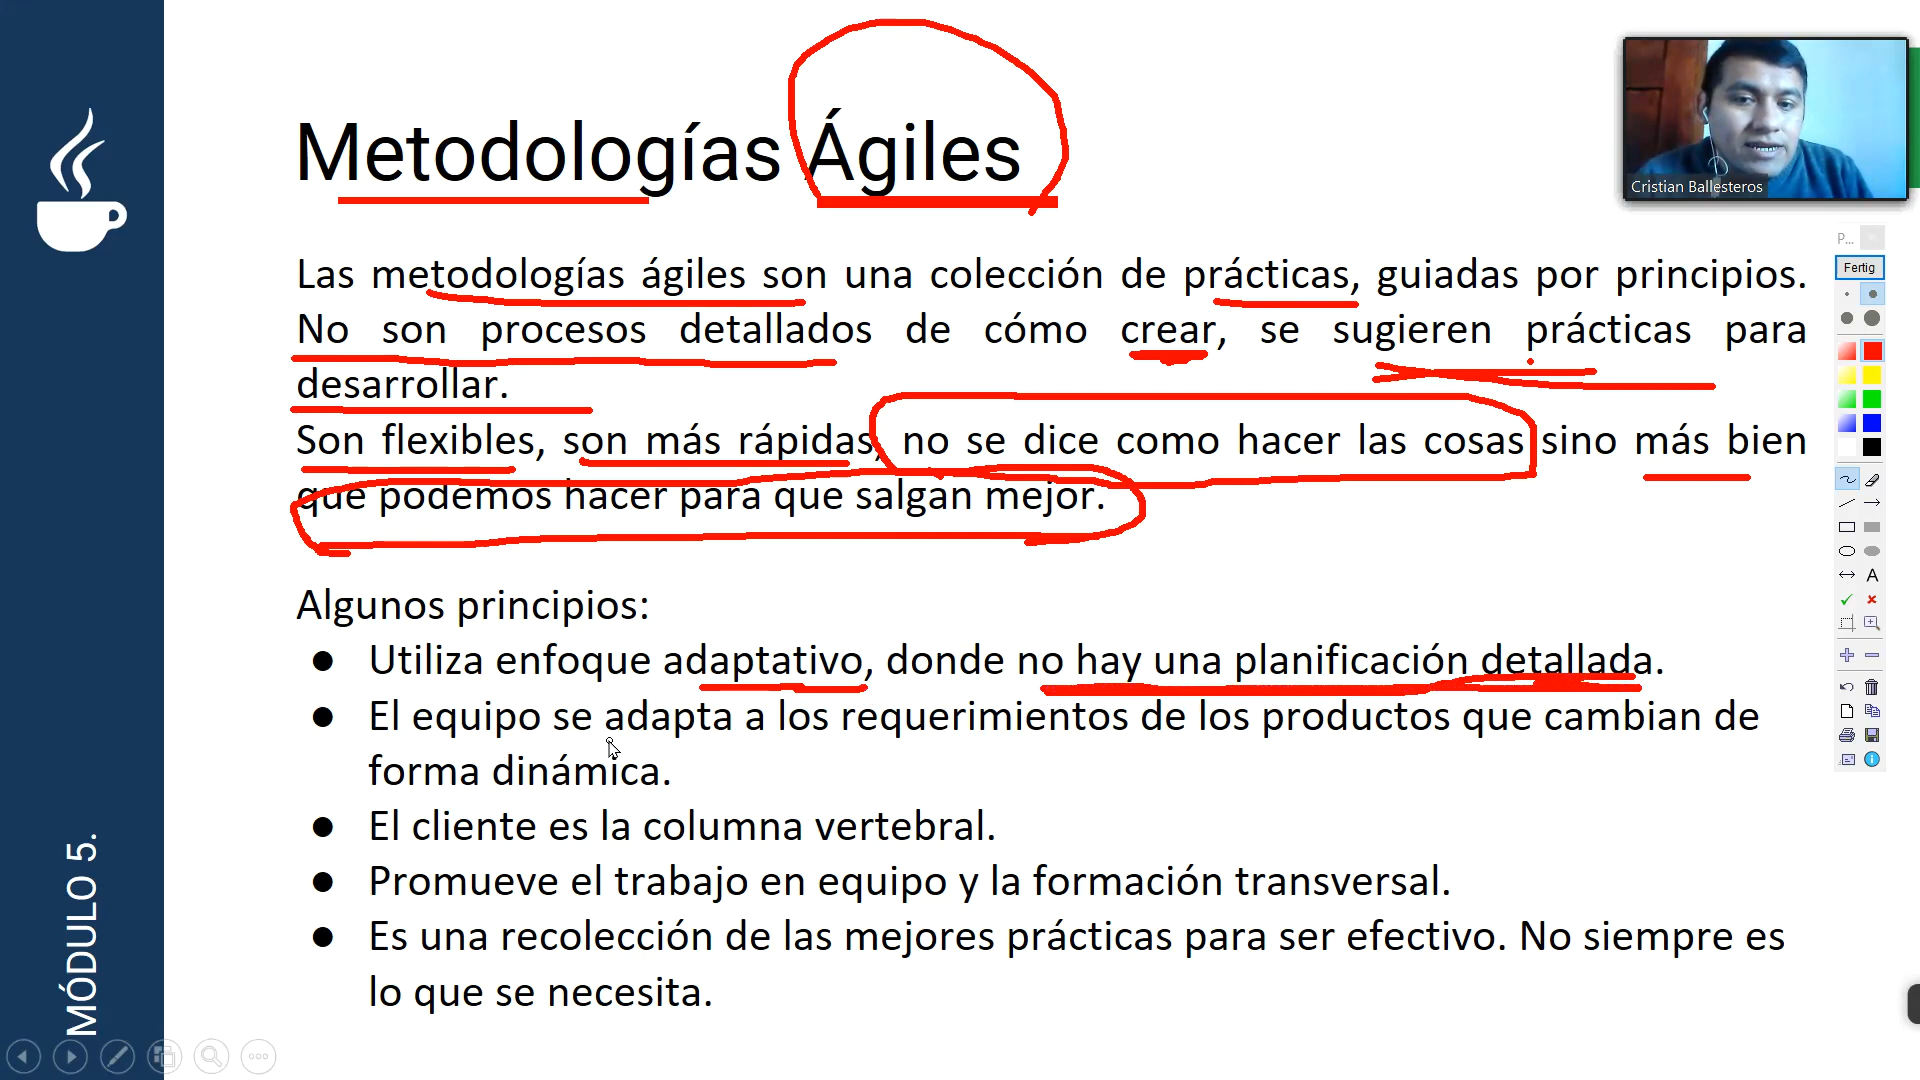 Metodologías Ágiles
Cristian Ballesteros
Las metodologías ágiles son una colección de prácticas, guiadas por principios.
No son procesos detallados de cómo crear, se sugieren prácticas para
desarrollar.
Son flexibles, son más rápidas, no se dice como hacer las cosas sino más bien
que podemos hacer para que salgan mejor.
Algunos principios:
● Utiliza enfoque adaptativo, donde no hay una planificación detallada.
● El equipo se adapta a los requerimientos de los productos que cambian de
forma dinámica.
● El cliente es la columna vertebral.
● Promueve el trabajo en equipo y la formación transversal.
● Es una recolección de las mejores prácticas para ser efectivo. No siempre es
lo que se necesita.
MÓDULO 5.
P...
Fertig
A